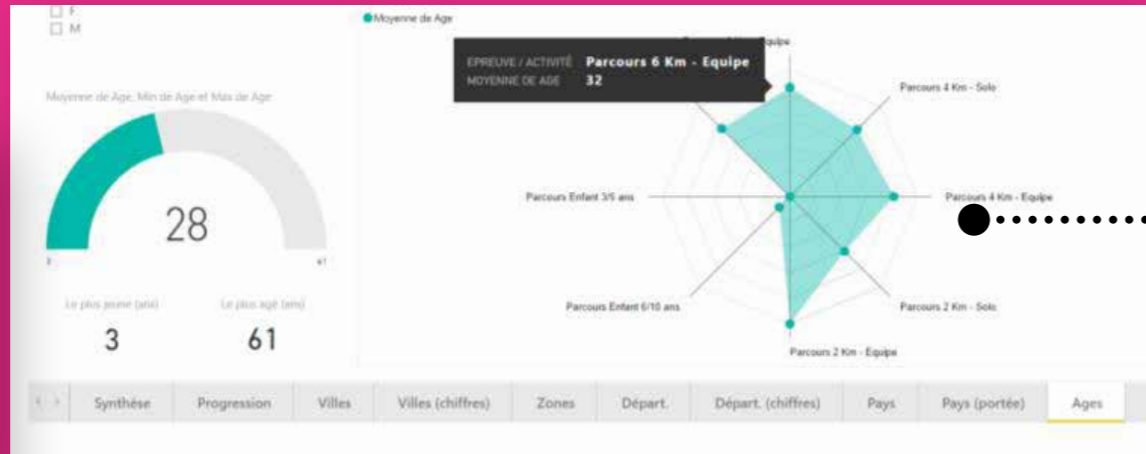 F
M
Moyenne de Age
EPREUVE / ACTIVITÉ Parcours 6 Km - Equipe
MOYENNE DE AGE 32
Equipe
Parcours 4 Km - Solo
Moyenne de Age, Min de Age et Max de Age
Parcours Enfant 3/5 ans
Parcours 4 Km - Equipe
28
3
61
Le plus jeune (ans)
Le plus agé (ans)
3
61
Parcours Enfant 6/10 ans
Parcours 2 Km - Solo
Parcours 2 Km - Equipe
Synthèse
Progression
Villes
Villes (chiffres)
Zones
Départ.
Départ. (chiffres)
Pays
Pays (portée)
Ages